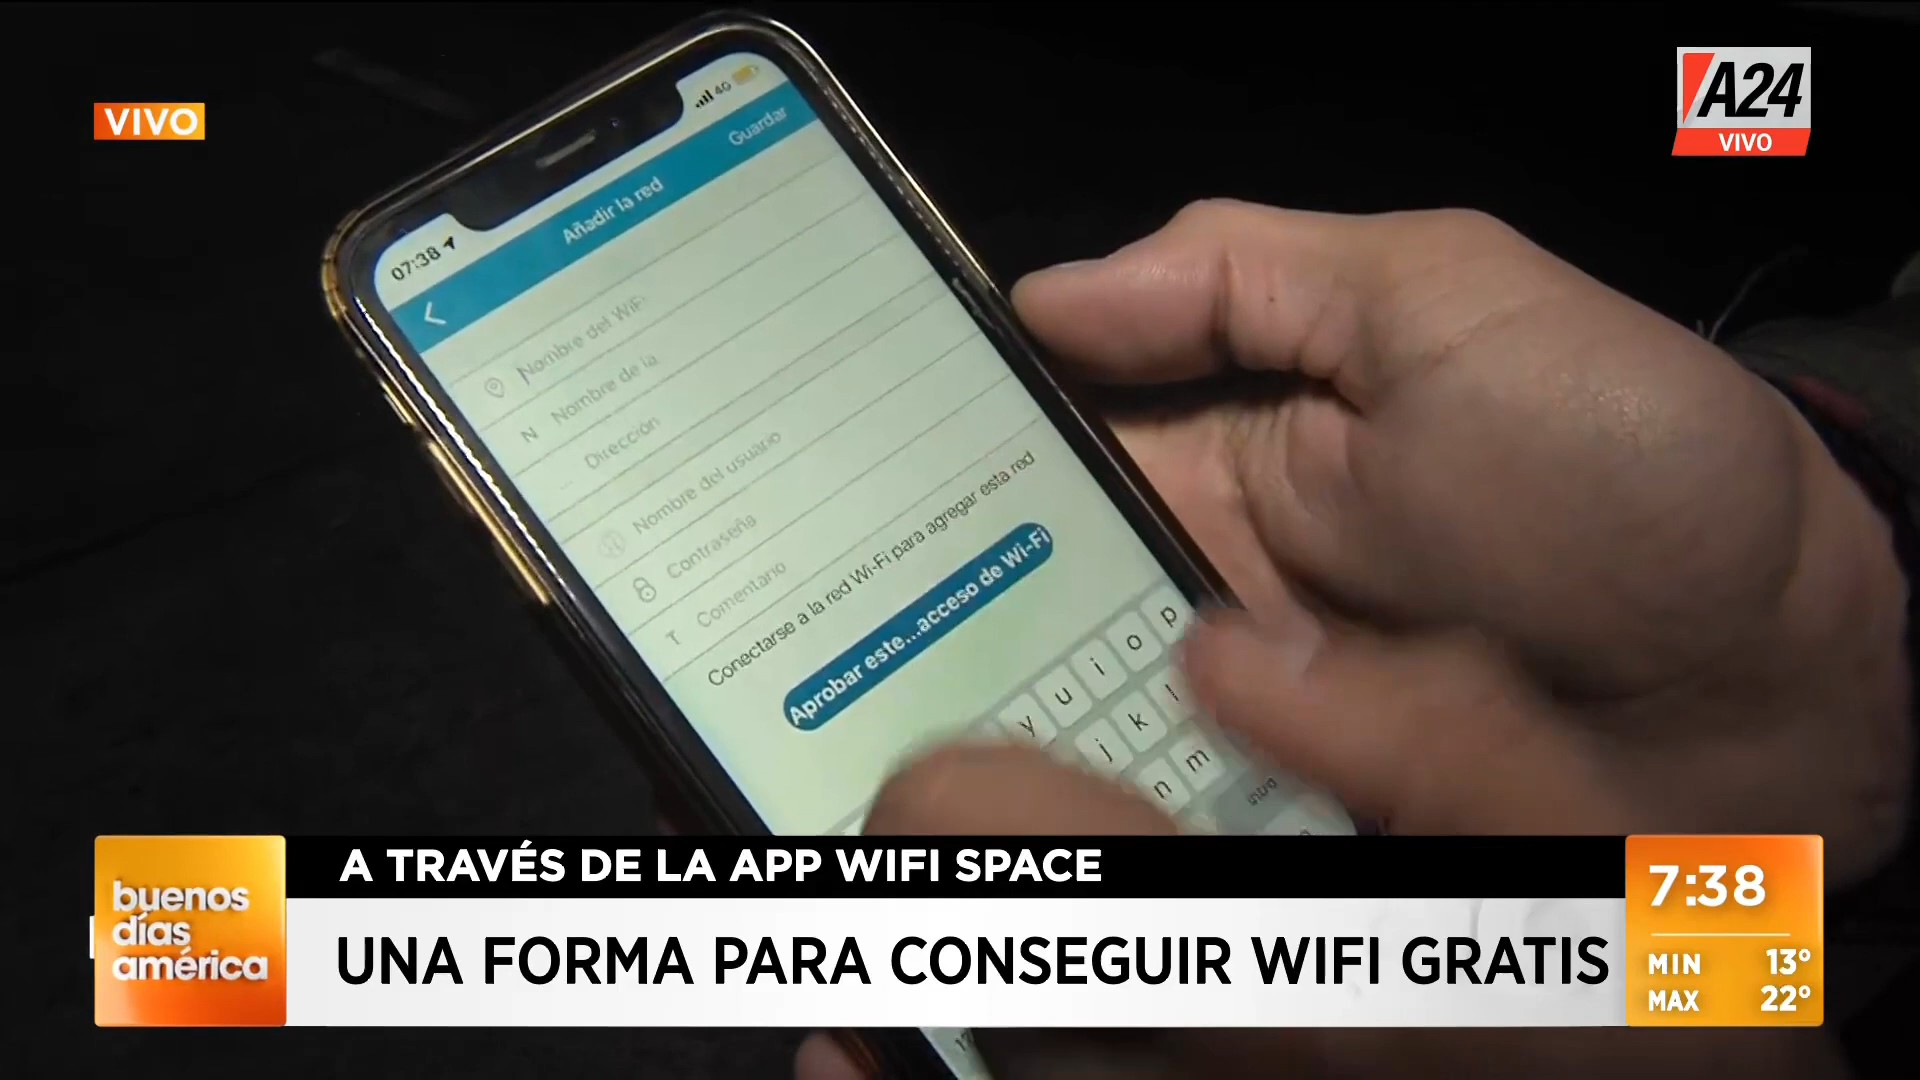 VIVO
A24
VIVO
4G
07:38
Guardar
Añadir la red
Nombre del WiFi
N Nombre de la
Dirección
Nombre del usuario
Contraseña
T Comentario
Conectarse a la red Wi-Fi para agregar esta red
Aprobar este...acceso de Wi-Fi
y u i o p
j k l
n m
intro
A TRAVÉS DE LA APP WIFI SPACE
UNA FORMA PARA CONSEGUIR WIFI GRATIS
buenos
días
américa
7:38
MIN 13°
MAX 22°